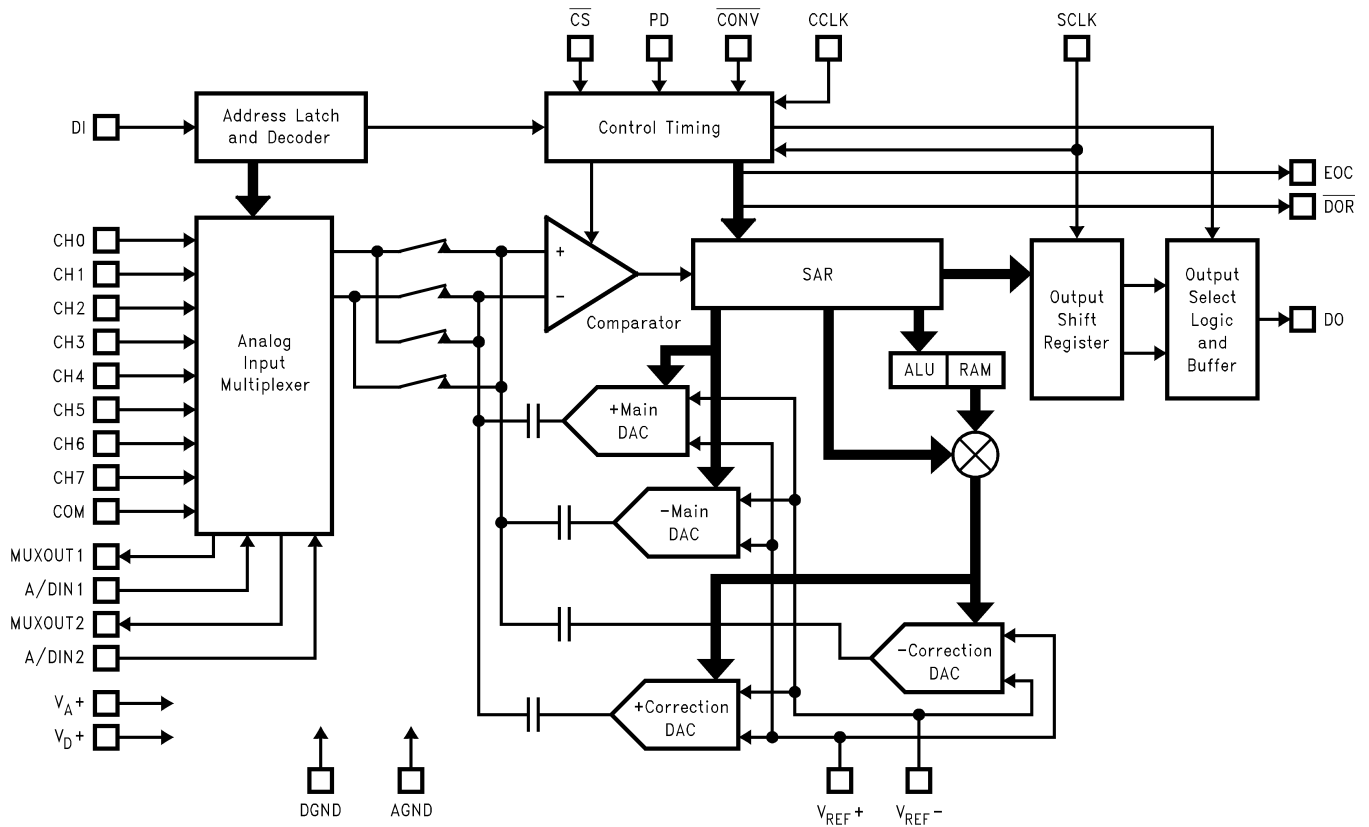 CS PD CONV CCLK SCLK
DI
Address Latch
and Decoder
Control Timing
EOC
DOR
CH0
CH1
CH2
CH3
CH4
CH5
CH6
CH7
COM
MUXOUT1
A/DIN1
MUXOUT2
A/DIN2
VA+
VD+
Analog
Input
Multiplexer
+
−
Comparator
SAR
ALU RAM
Output
Shift
Register
Output
Select
Logic
and
Buffer
DO
+Main
DAC
−Main
DAC
−Correction
DAC
+Correction
DAC
DGND AGND VREF+ VREF−